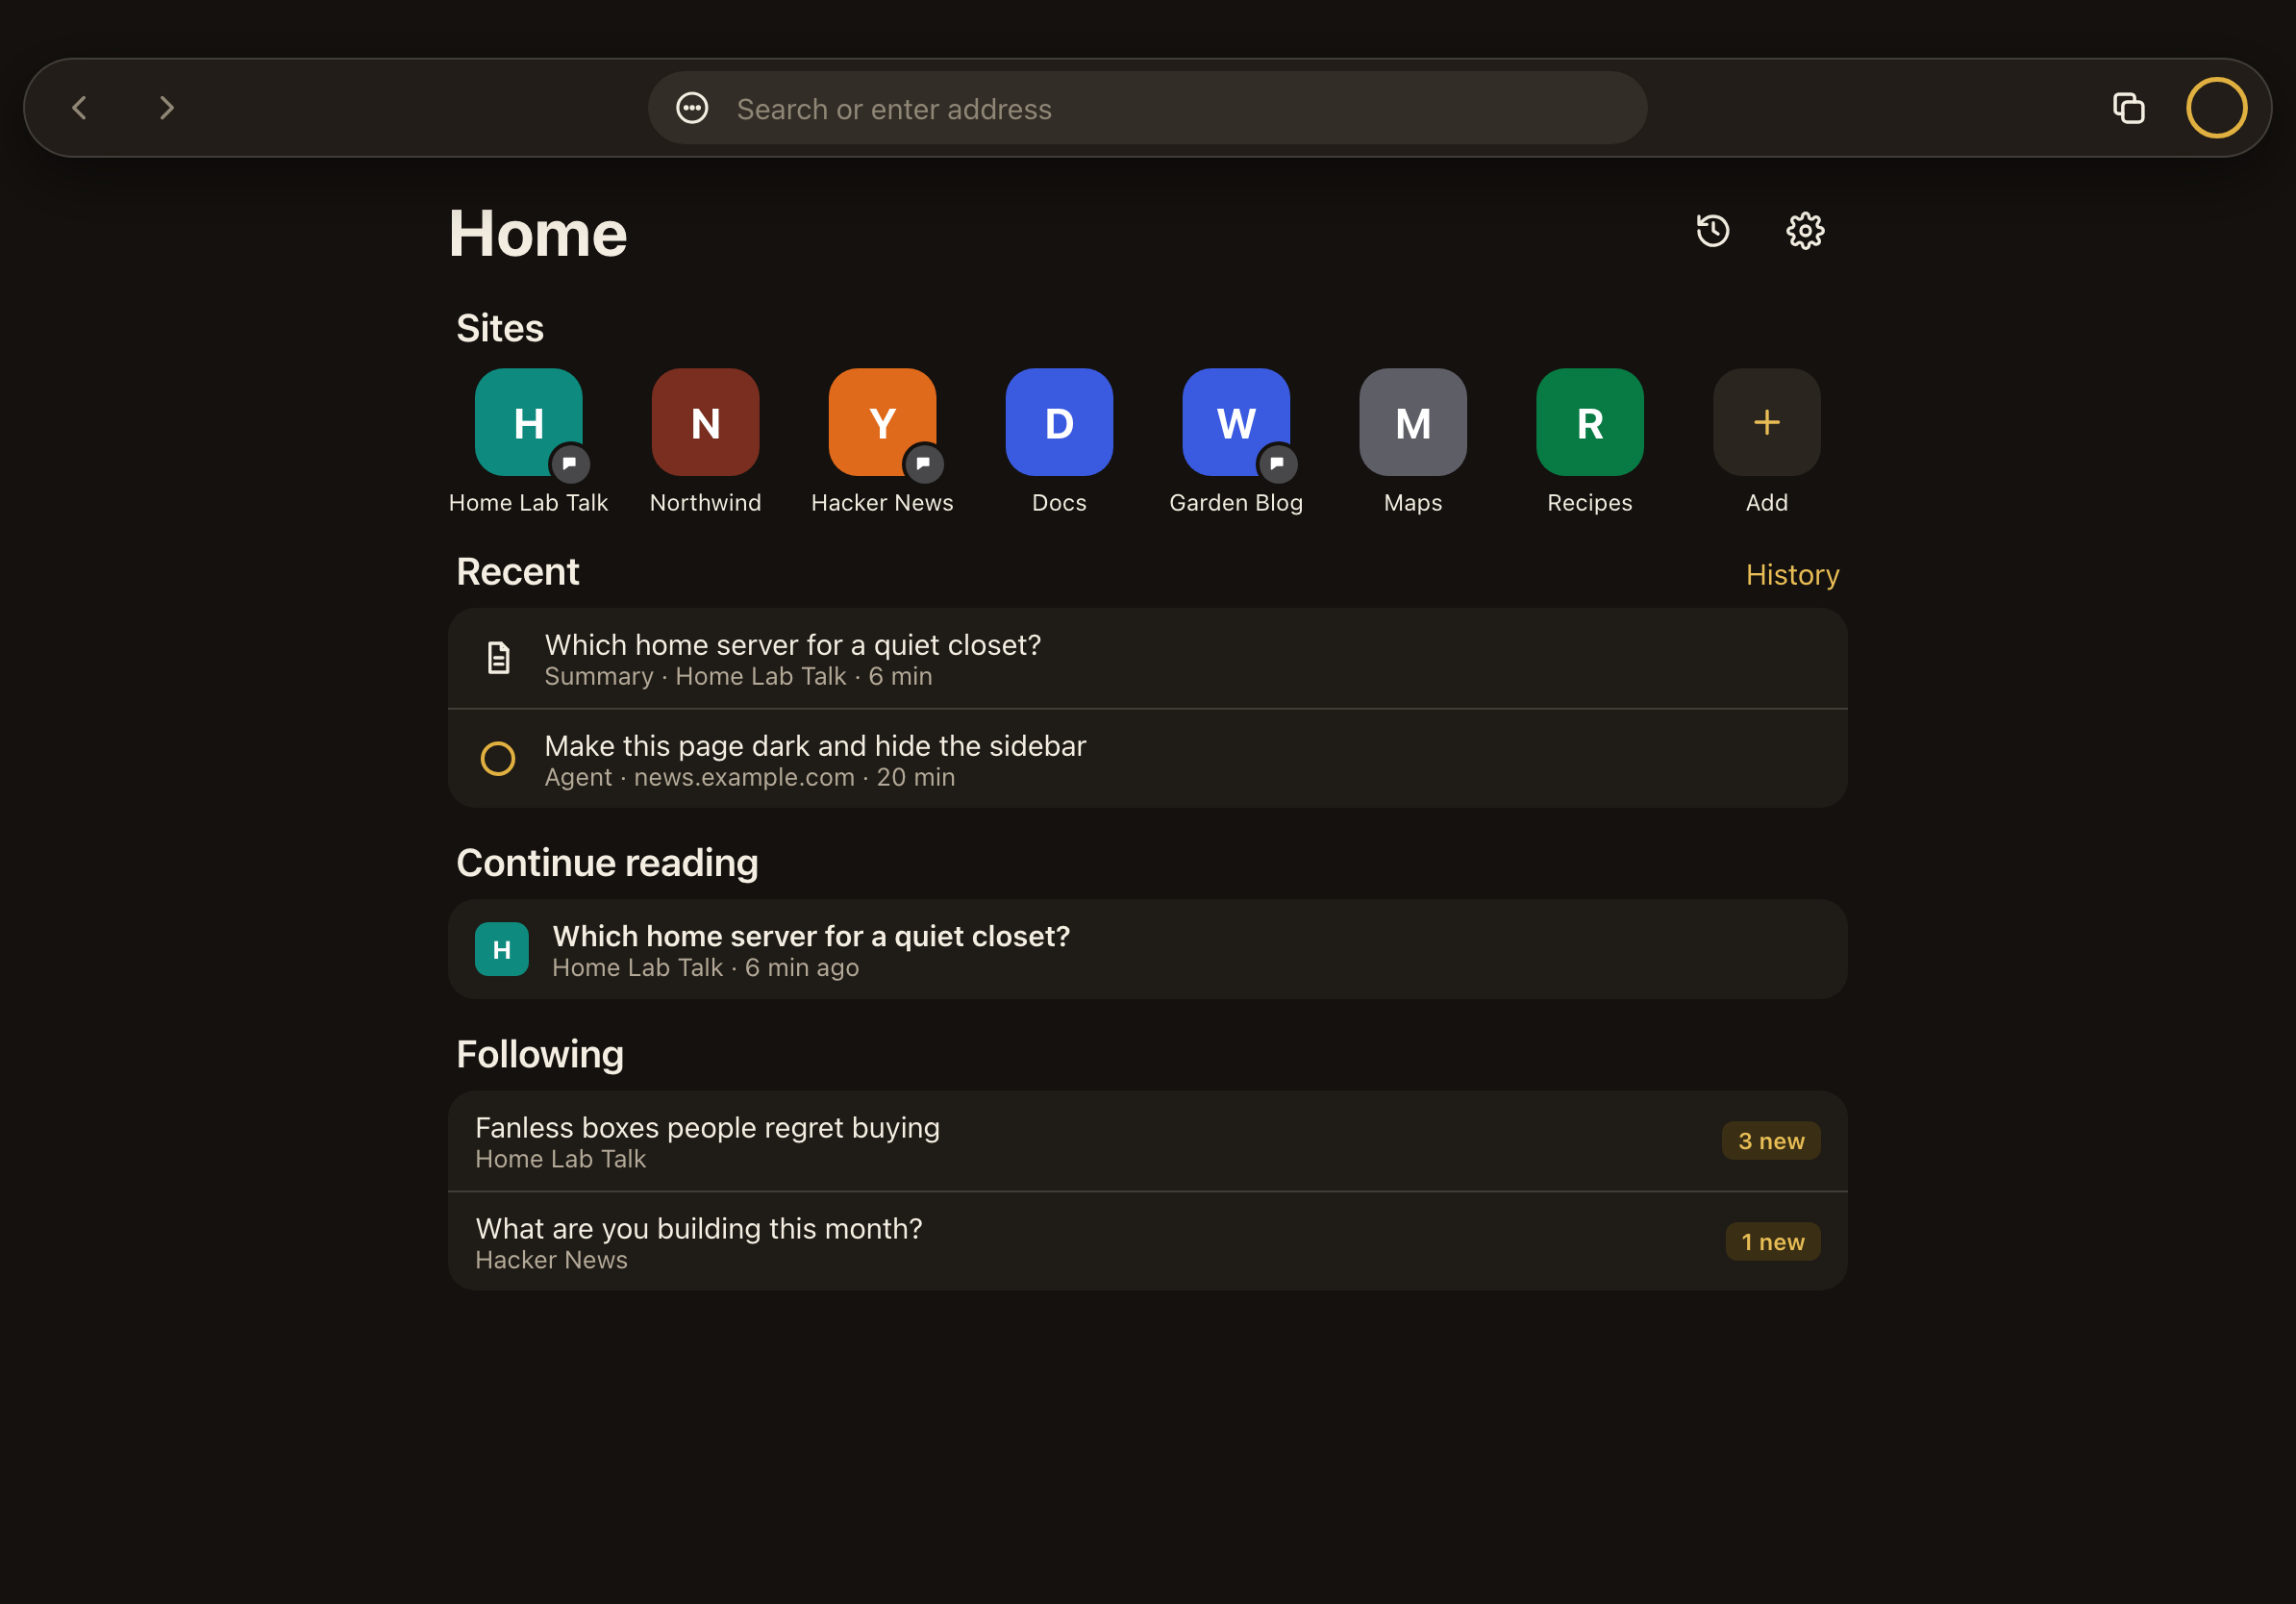 Search or enter address
Home
Sites
H
N
Y
D
W
M
R
Home Lab Talk
Northwind
Hacker News
Docs
Garden Blog
Maps
Recipes
Add
Recent
History
Which home server for a quiet closet?
Summary · Home Lab Talk · 6 min
Make this page dark and hide the sidebar
Agent · news.example.com · 20 min
Continue reading
H
Which home server for a quiet closet?
Home Lab Talk · 6 min ago
Following
Fanless boxes people regret buying
Home Lab Talk
3 new
What are you building this month?
Hacker News
1 new